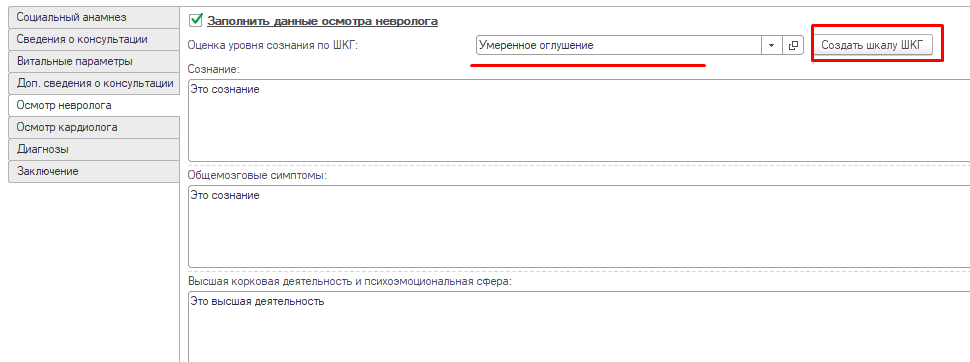 Социальный анамнез
Сведения о консультации
Витальные параметры
Доп. сведения о консультации
Осмотр невролога
Осмотр кардиолога
Диагнозы
Заключение
Заполнить данные осмотра невролога
Оценка уровня сознания по ШКГ: Умеренное оглушение Создать шкалу ШКГ
Сознание:
Это сознание
Общемозговые симптомы:
Это сознание
Высшая корковая деятельность и психоэмоциональная сфера:
Это высшая деятельность